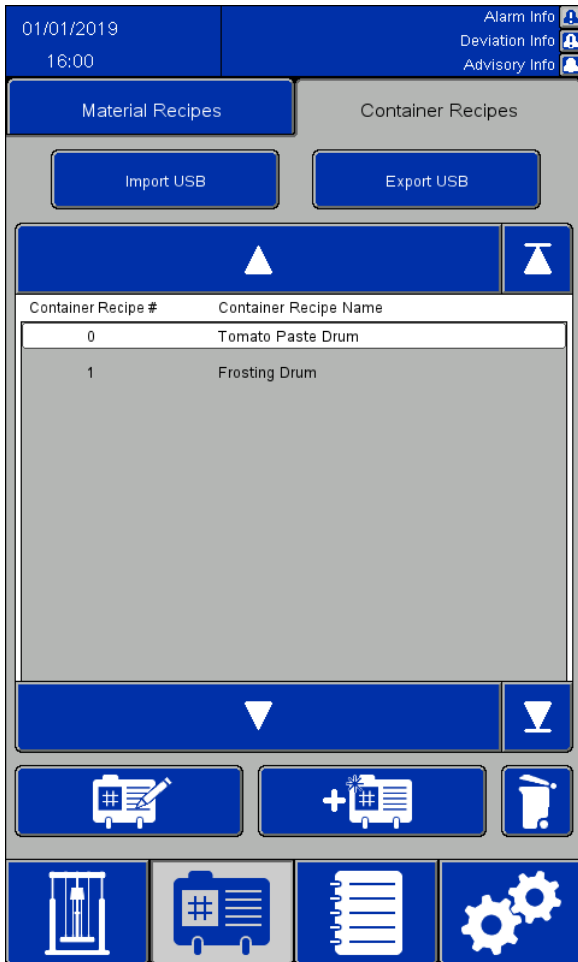 01/01/2019
16:00
Alarm Info
Deviation Info
Advisory Info
Material Recipes
Container Recipes
Import USB
Export USB
Container Recipe #
Container Recipe Name
0
Tomato Paste Drum
1
Frosting Drum